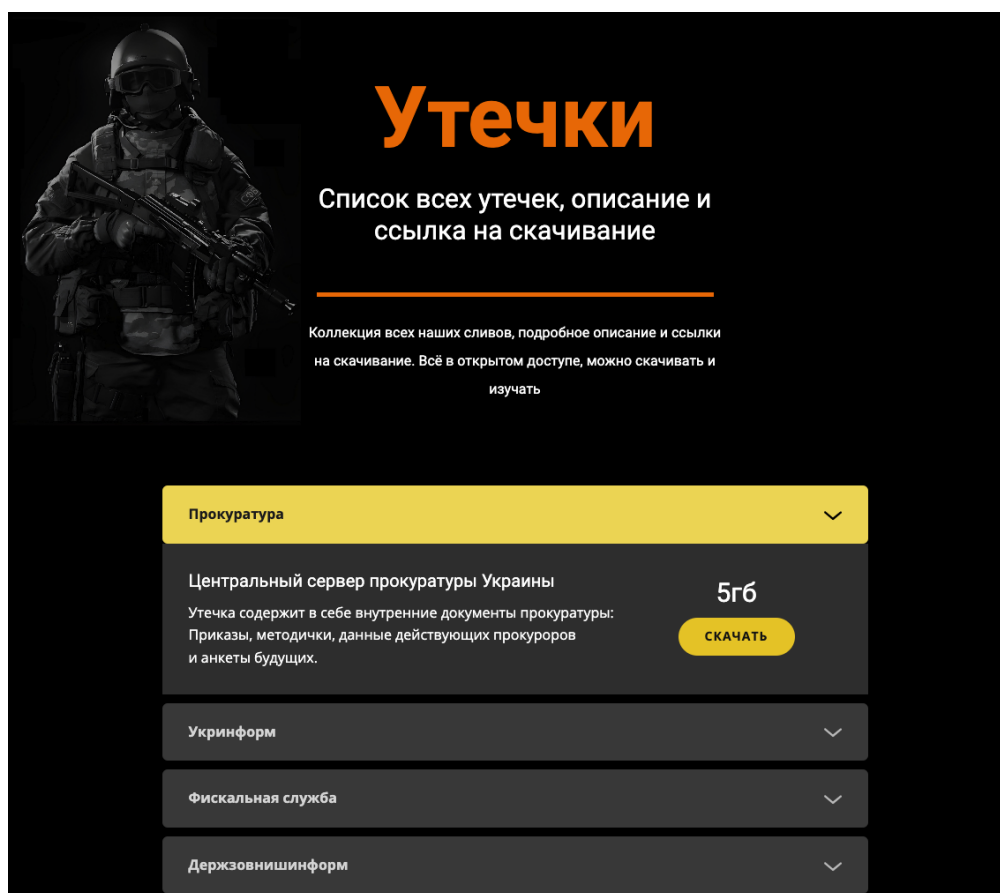 Утечки
Список всех утечек, описание и
ссылка на скачивание
Коллекция всех наших сливов, подробное описание и ссылки
на скачивание. Всё в открытом доступе, можно скачивать и
изучать
Прокуратура
Центральный сервер прокуратуры Украины
5гб
Утечка содержит в себе внутренние документы прокуратуры:
Приказы, методички, данные действующих прокуроров
и анкеты будущих.
СКАЧАТЬ
Укринформ
Фискальная служба
Держзовнишинформ